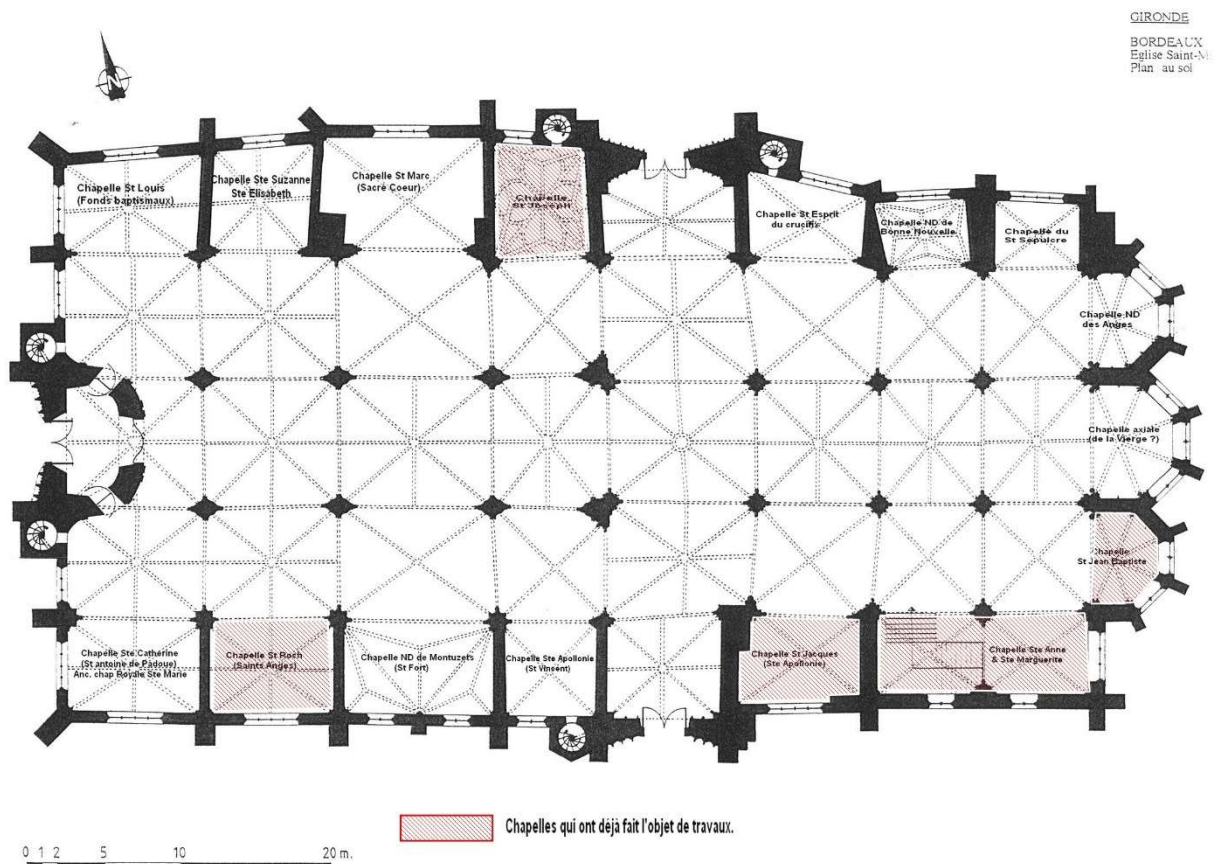 GIRONDE
BORDEAUX
Eglise Saint-M
Plan au sol
N
Chapelle St Louis
(Fonds baptismaux)
Chapelle Ste Suzanne
Ste Elisabeth
Chapelle St Marc
(Sacré Coeur)
Chapelle
St Joseph
Chapelle St Esprit
du crucifix
Chapelle ND de
Bonne Nouvelle
Chapelle du
St Sépulcre
Chapelle ND
des Anges
Chapelle axiale
(de la Vierge ?)
Chapelle
St Jean Baptiste
Chapelle Ste Cathérine
(St antoine de Padoue)
Anc. chap Royale Ste Marie
Chapelle St Roch
(Saints Anges)
Chapelle ND de Montuzets
(St Fort)
Chapelle Ste Apollonie
(St Vinsent)
Chapelle St Jacques
(Ste Apollonie)
Chapelle Ste Anne
& Ste Marguerite
Chapelles qui ont déjà fait l'objet de travaux.
0 1 2 5 10 20 m.